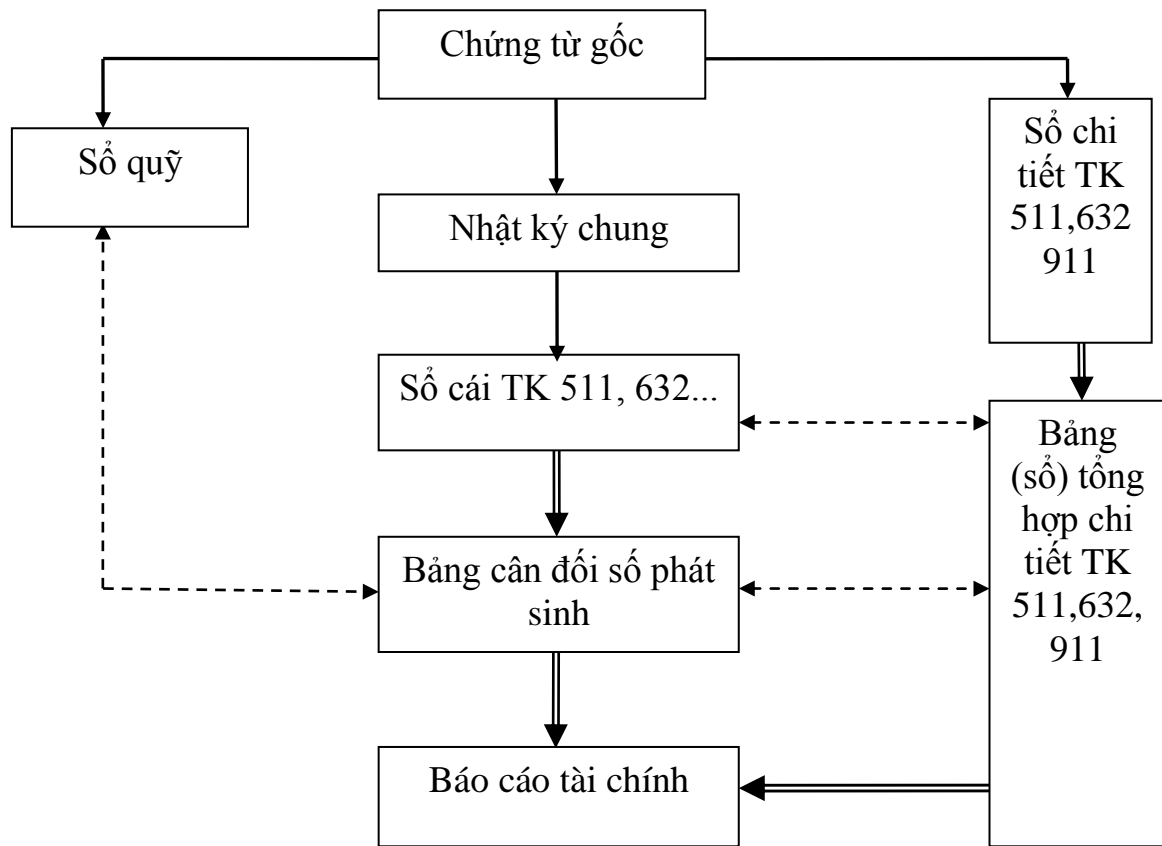 Chứng từ gốc
Sổ quỹ
Sổ chi
tiết TK
511,632
911
Nhật ký chung
Sổ cái TK 511, 632...
Bảng
(sổ) tổng
hợp chi
tiết TK
511,632,
911
Bảng cân đối số phát
sinh
Báo cáo tài chính